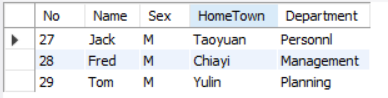 No Name Sex HomeTown Department
27 Jack M Taoyuan Personnl
28 Fred M Chiayi Management
29 Tom M Yulin Planning